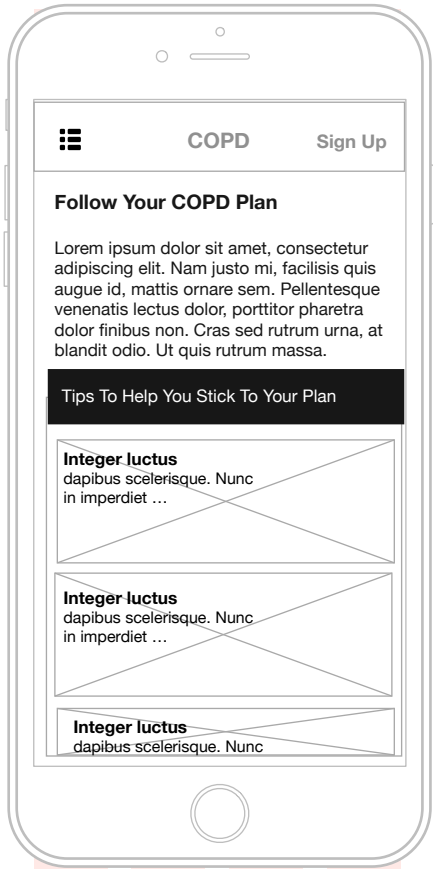 COPD Sign Up
Follow Your COPD Plan
Lorem ipsum dolor sit amet, consectetur
adipiscing elit. Nam justo mi, facilisis quis
augue id, mattis ornare sem. Pellentesque
venenatis lectus dolor, porttitor pharetra
dolor finibus non. Cras sed rutrum urna, at
blandit odio. Ut quis rutrum massa.
Tips To Help You Stick To Your Plan
Integer luctus
dapibus scelerisque. Nunc
in imperdiet …
Integer luctus
dapibus scelerisque. Nunc
in imperdiet …
Integer luctus
dapibus scelerisque. Nunc